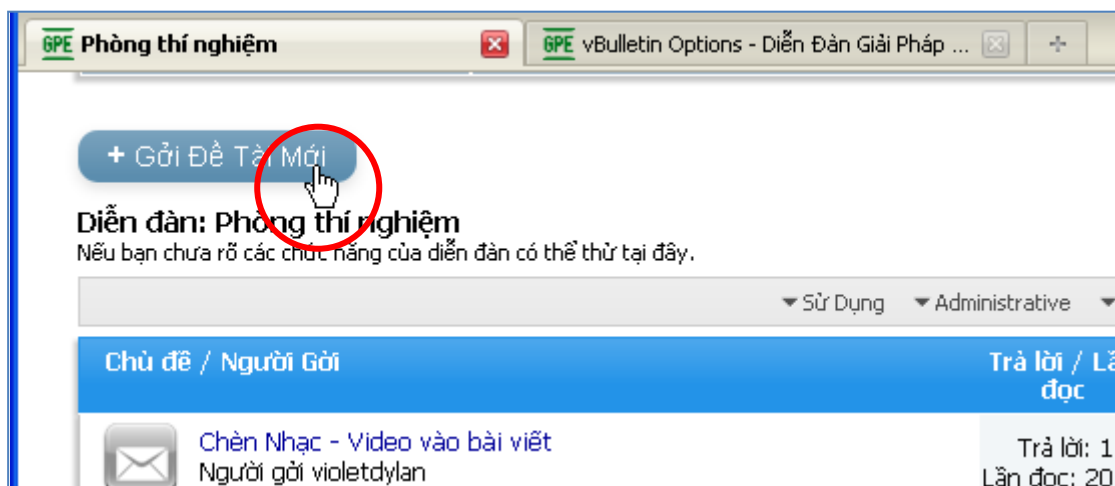 GPE Phòng thí nghiệm
GPE vBulletin Options - Diễn Đàn Giải Pháp ...
+ Gởi Đề Tài Mới
Diễn đàn: Phòng thí nghiệm
Nếu bạn chưa rõ các chức năng của diễn đàn có thể thử tại đây.
Sử Dụng Administrative
Chủ đề / Người Gởi
Trả lời /
đọc
Chèn Nhạc - Video vào bài viết
Trả lời: 1
Người gởi violetdylan
Lần đọc: 20